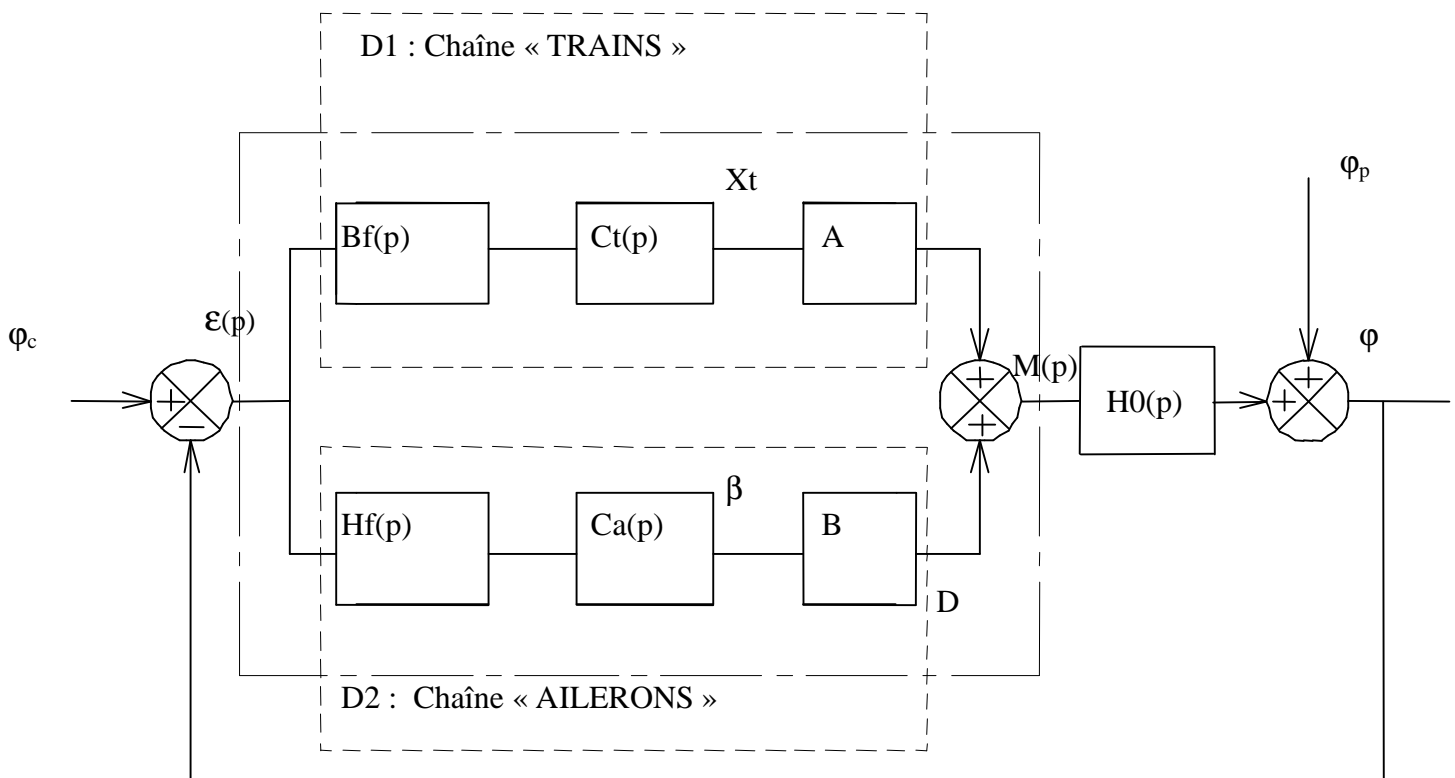 D1 : Chaîne « TRAINS »
Xt
φp
Bf(p)
Ct(p)
A
ε(p)
φc
φ
+
−
+
+
M(p)
H0(p)
+
+
β
Hf(p)
Ca(p)
B
D
D2 : Chaîne « AILERONS »